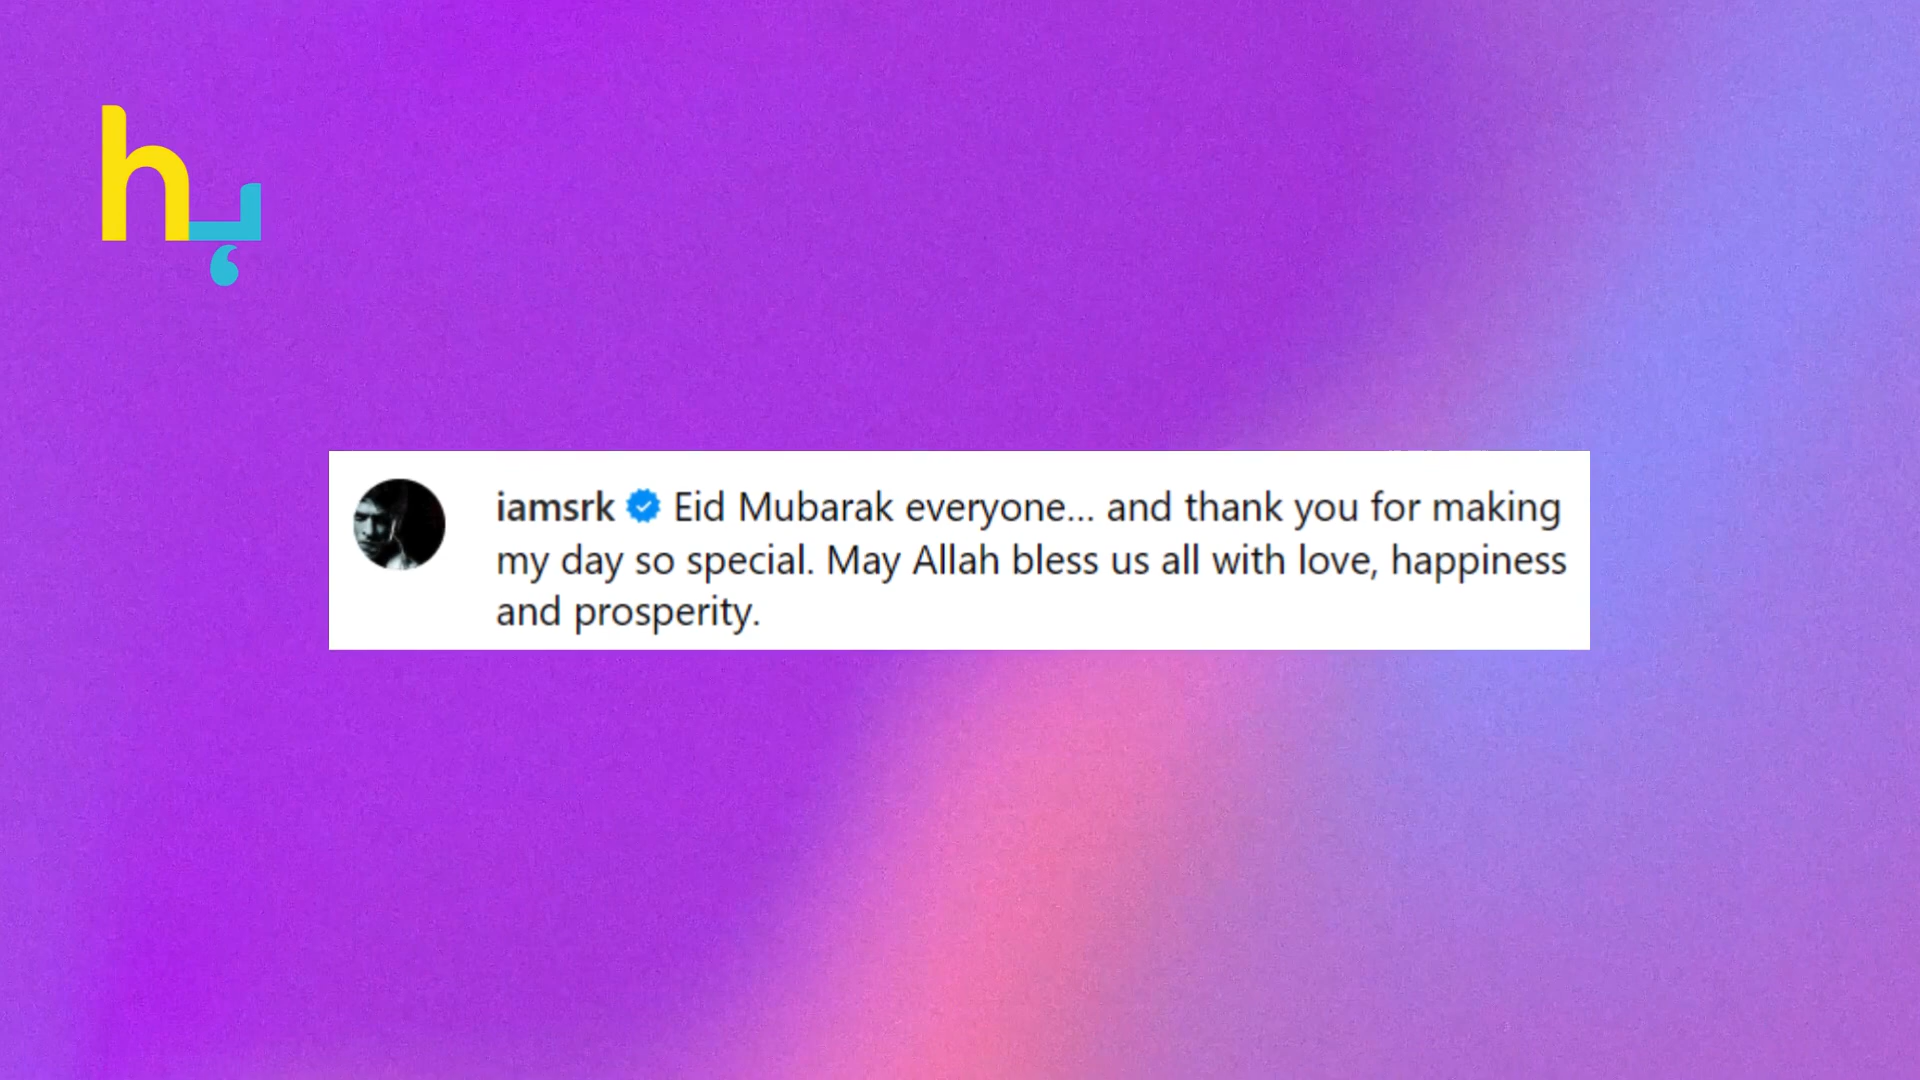 h
iamsrk Eid Mubarak everyone... and thank you for making
my day so special. May Allah bless us all with love, happiness
and prosperity.